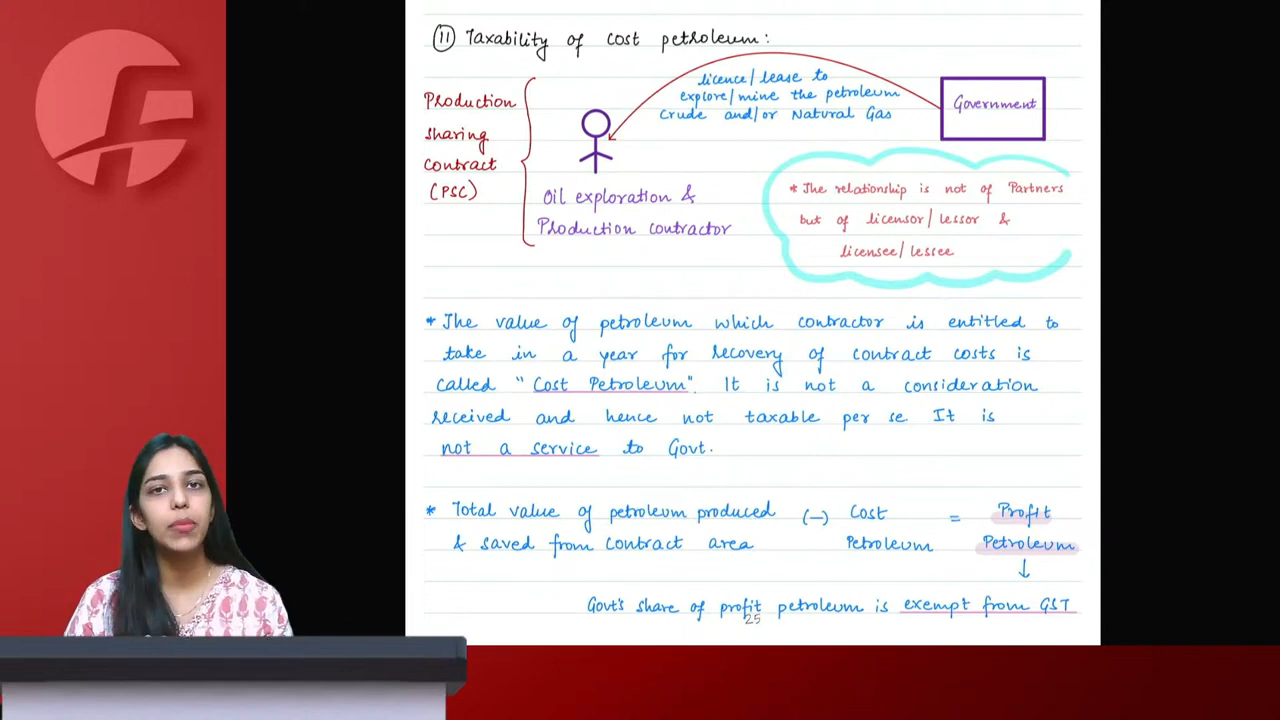 (11) Taxability of cost petroleum:
Production
sharing
contract
(PSC)
licence/lease to
explore/mine the petroleum
Crude and/or Natural Gas
Government
Oil exploration &
Production contractor
* The relationship is not of Partners
but of licensor/lessor &
licensee/lessee
* The value of petroleum which contractor is entitled to
take in a year for recovery of contract costs is
called "Cost Petroleum". It is not a consideration
received and hence not taxable per se. It is
not a service to Govt.
* Total value of petroleum produced (-) Cost = Profit
& saved from contract area Petroleum Petroleum
Govt's share of profit petroleum is exempt from GST
25